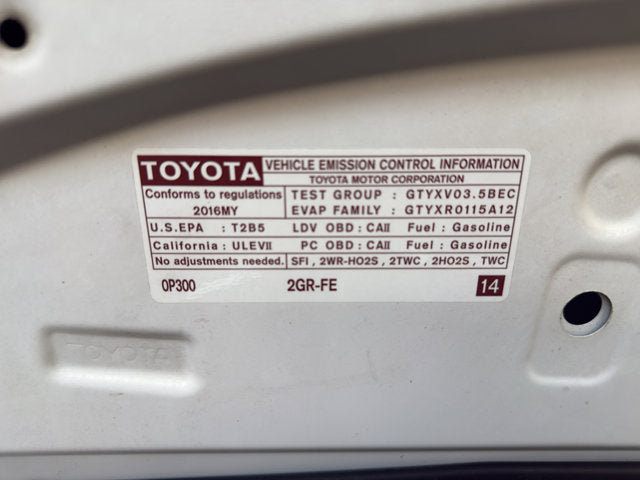 TOYOTA VEHICLE EMISSION CONTROL INFORMATION
TOYOTA MOTOR CORPORATION
Conforms to regulations TEST GROUP : GTYXV03.5BEC
2016MY EVAP FAMILY : GTYXR0115A12
U.S.EPA : T2B5 LDV OBD : CAII Fuel : Gasoline
California : ULEVII PC OBD : CAII Fuel : Gasoline
No adjustments needed. SFI , 2WR-HO2S , 2TWC , 2HO2S , TWC
0P300 2GR-FE 14
TOYOTA